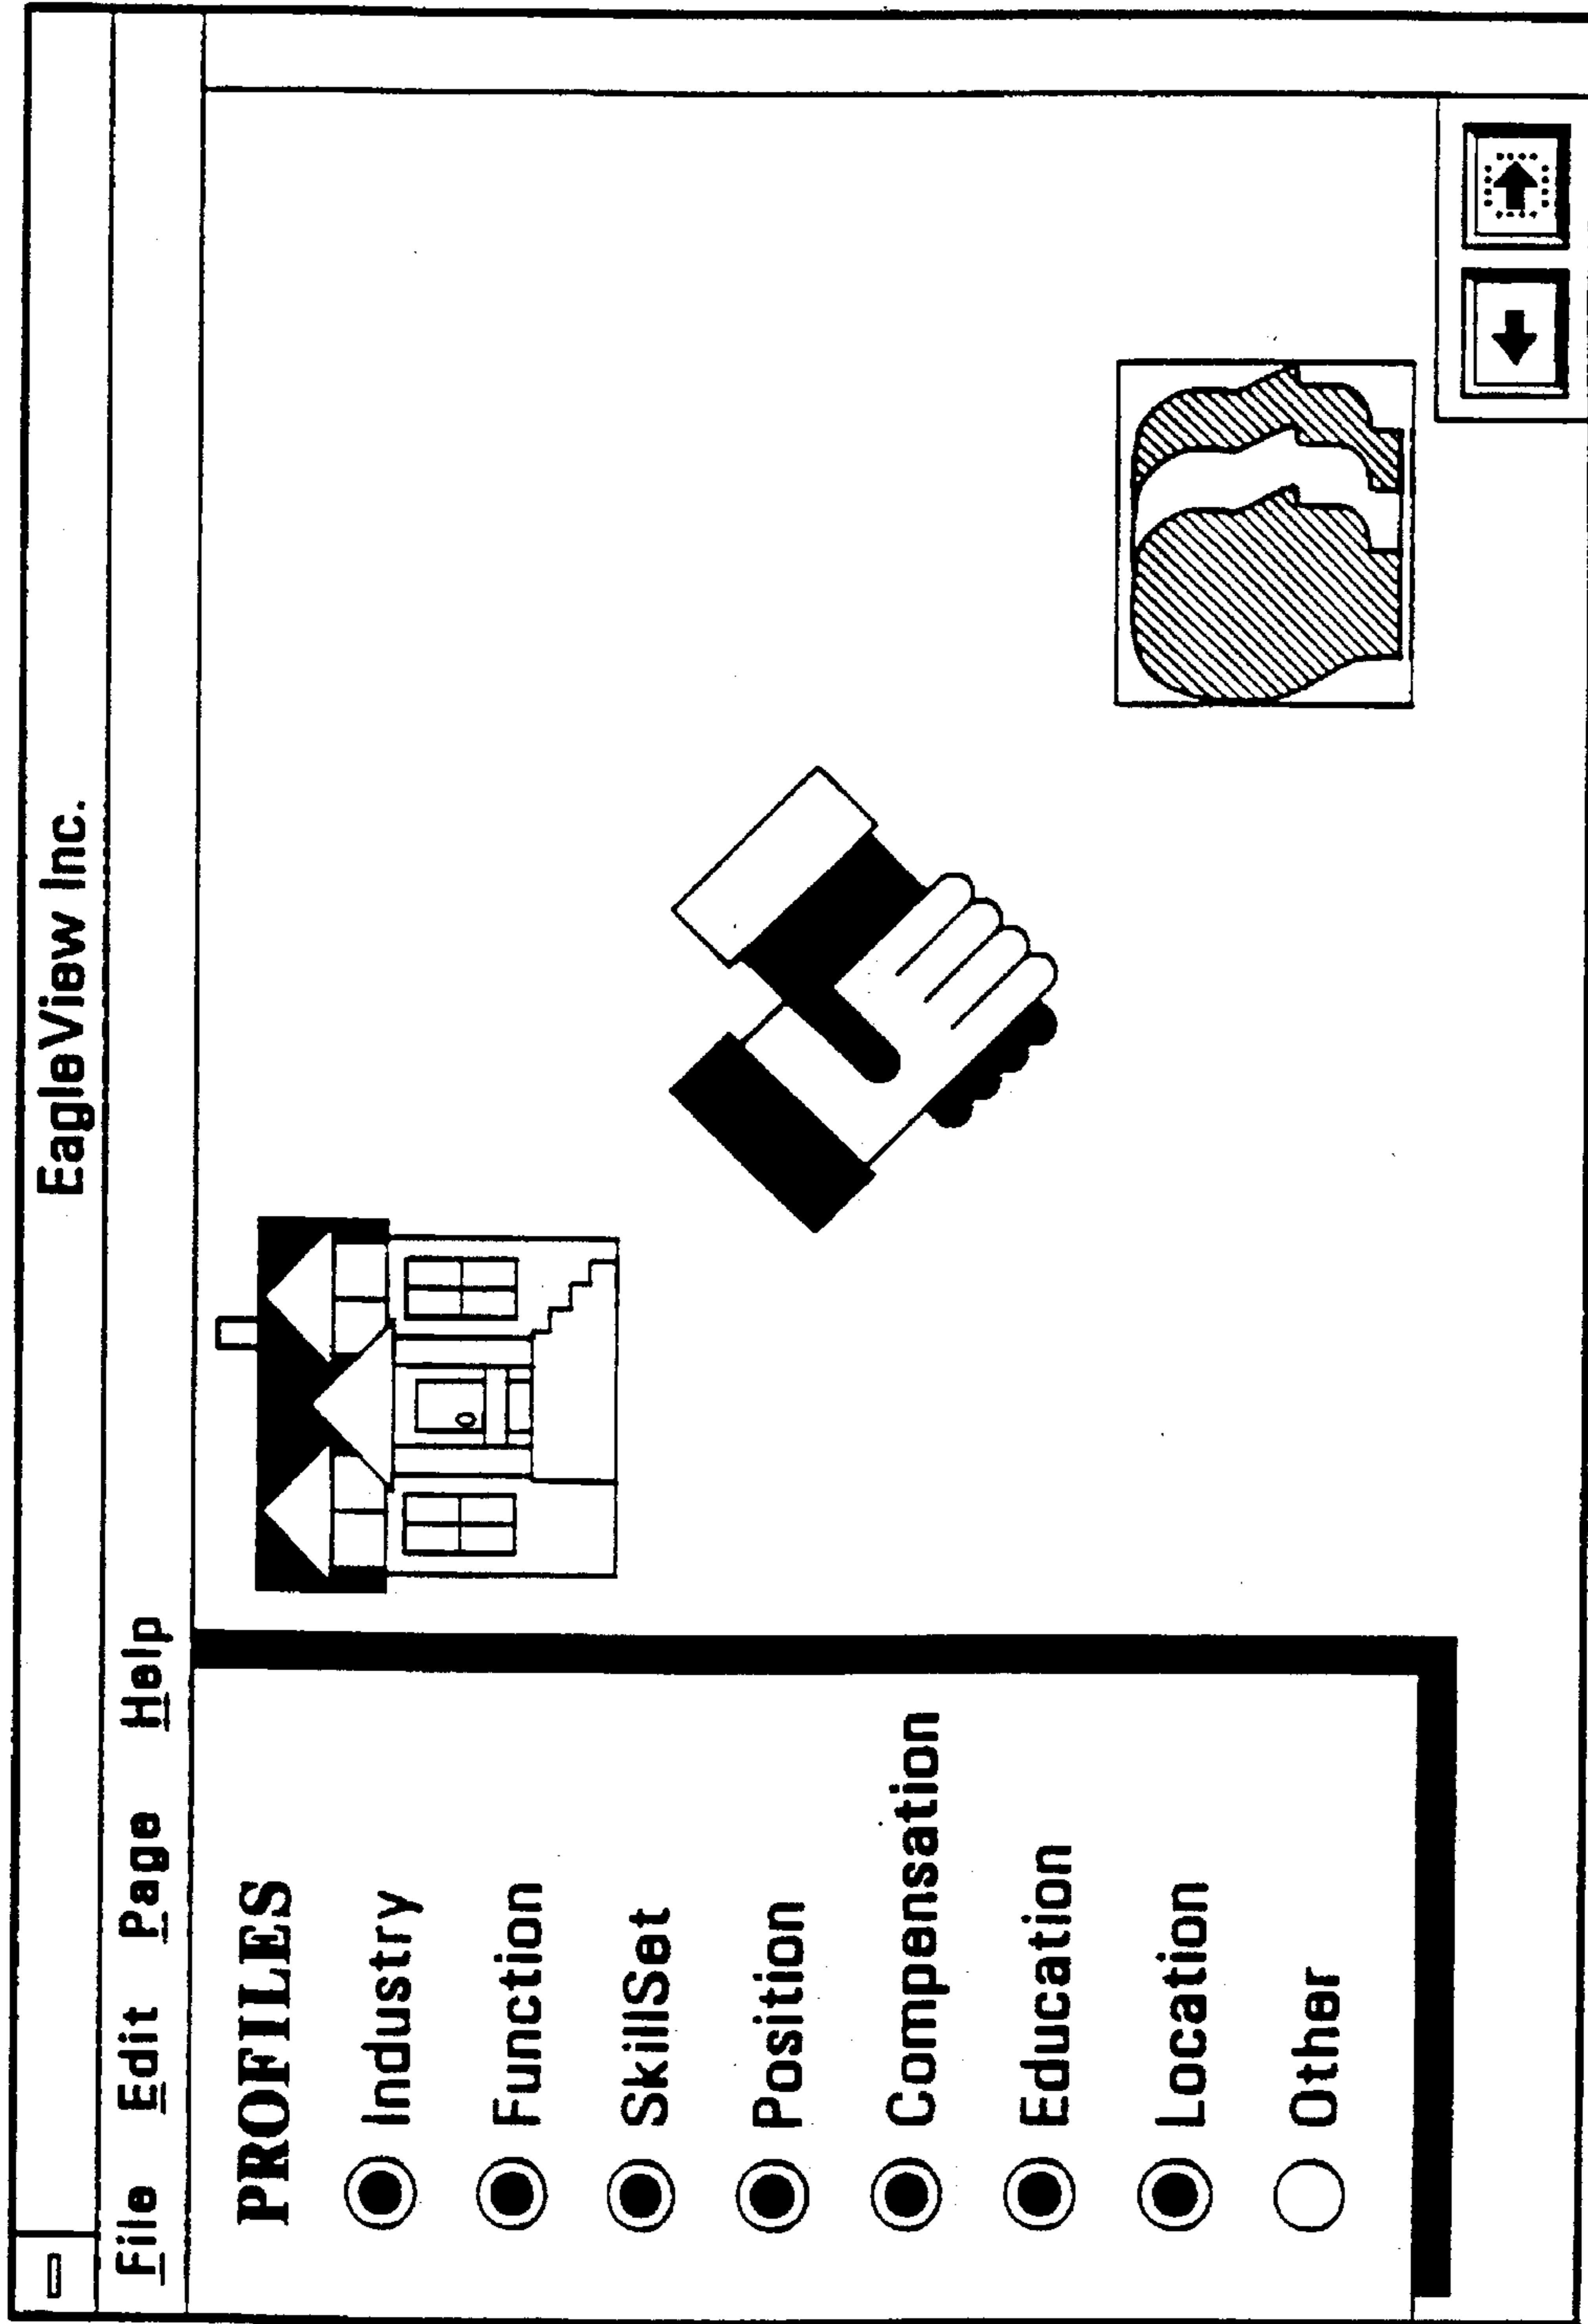 EagleView Inc.
File Edit Page Help
PROFILES
Industry
Function
SkillSet
Position
Compensation
Education
Location
Other